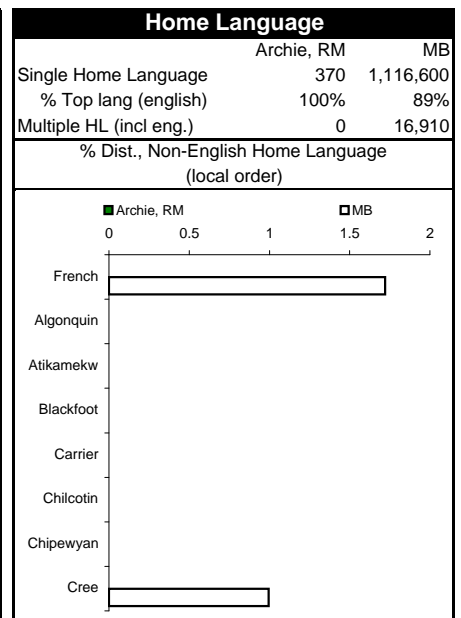 Home Language
Archie, RM MB
Single Home Language 370 1,116,600
% Top lang (english) 100% 89%
Multiple HL (incl eng.) 0 16,910
% Dist., Non-English Home Language
(local order)
Archie, RM MB
0 0.5 1 1.5 2
French
Algonquin
Atikamekw
Blackfoot
Carrier
Chilcotin
Chipewyan
Cree